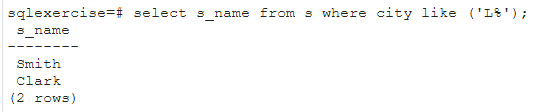 sqlexercise=# select s_name from s where city like ('L%');
s_name
--------
Smith
Clark
(2 rows)